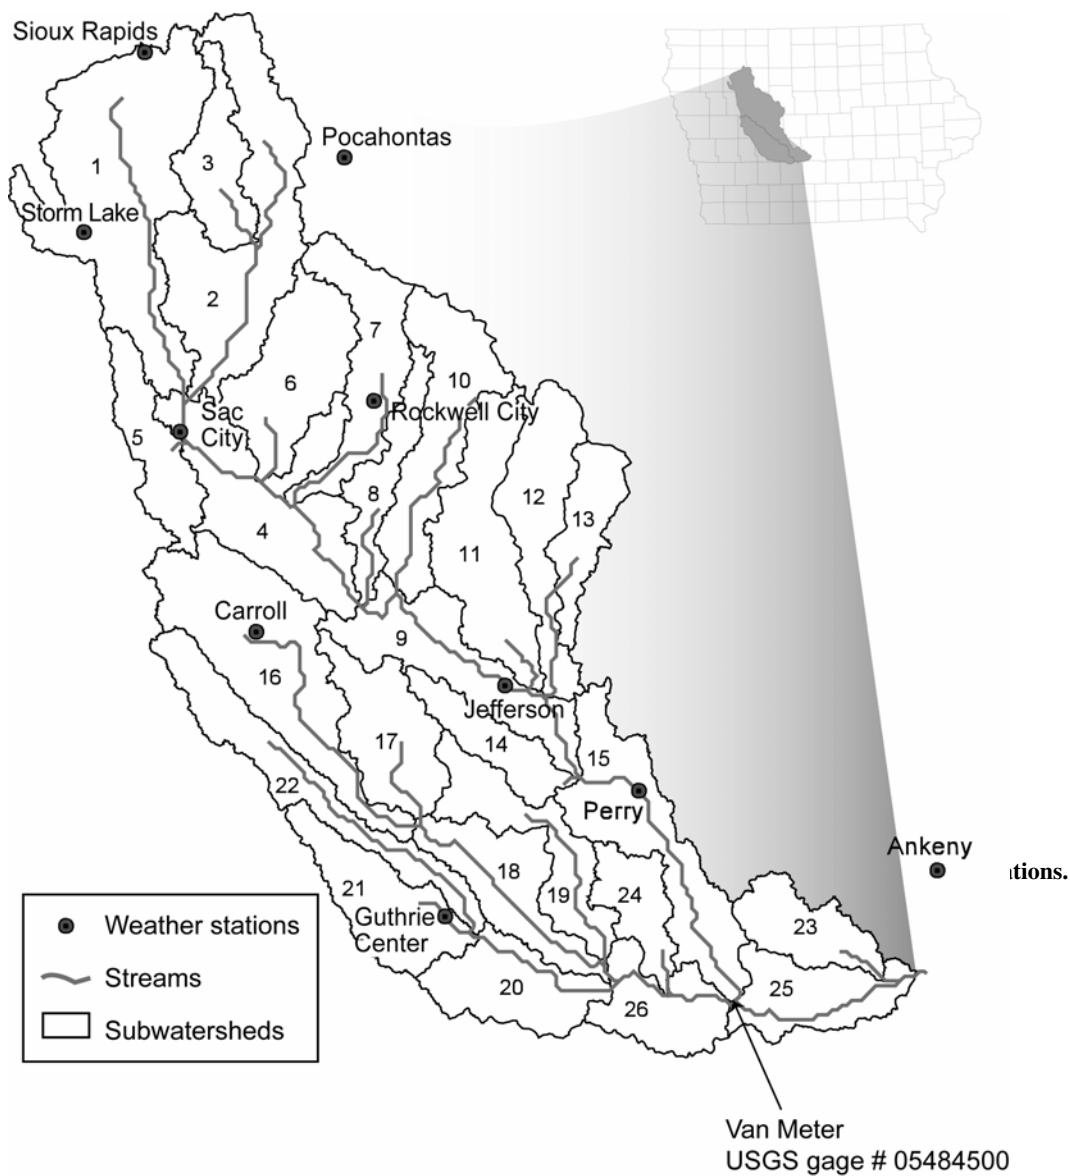 Sioux Rapids
Pocahontas
3
1
Storm Lake
2
7
6
10
Rockwell City
Sac
City
5
8
12
13
4
11
Carroll
9
16
Jefferson
17
14
15
22
Perry
Ankeny
tions.
18
21
19
24
Guthrie
Center
23
20
25
26
Weather stations
Streams
Subwatersheds
Van Meter
USGS gage # 05484500